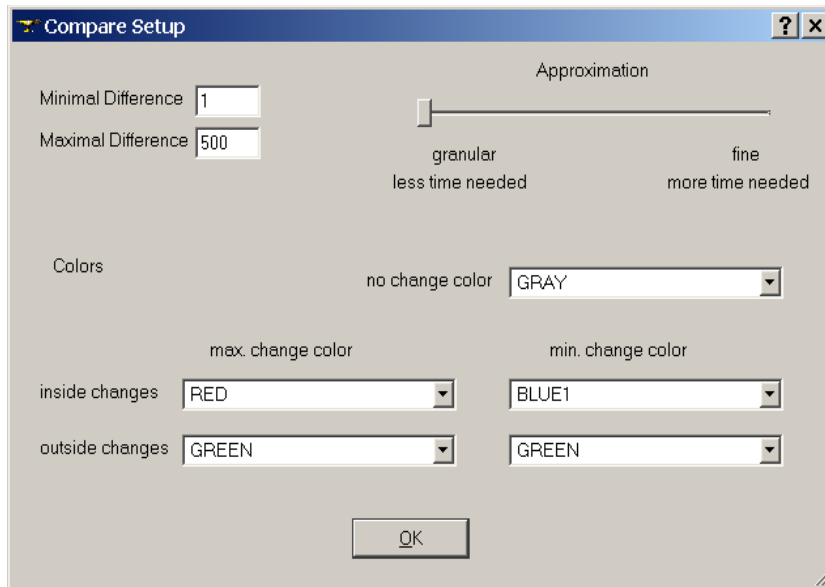 Compare Setup
Approximation
Minimal Difference 1
Maximal Difference 500
granular fine
less time needed more time needed
Colors
no change color GRAY
max. change color min. change color
inside changes RED BLUE1
outside changes GREEN GREEN
OK